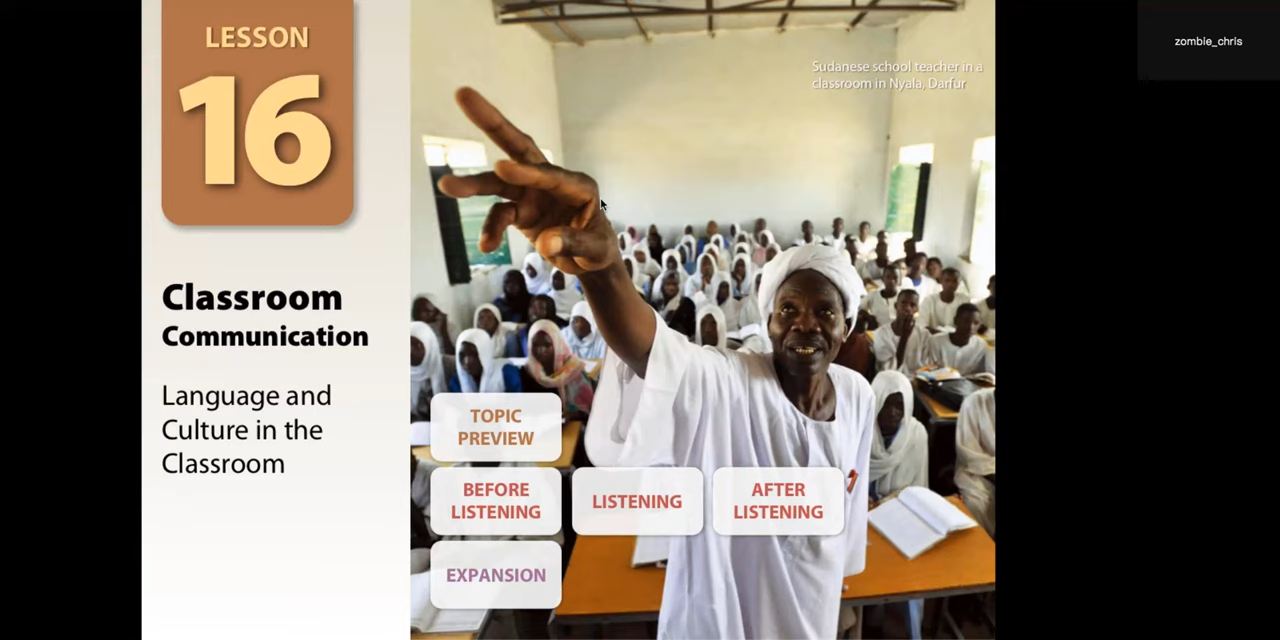 LESSON
16
Classroom
Communication
Language and
Culture in the
Classroom
Sudanese school teacher in a
classroom in Nyala, Darfur
TOPIC
PREVIEW
BEFORE
LISTENING
LISTENING
AFTER
LISTENING
EXPANSION
zombie_chris